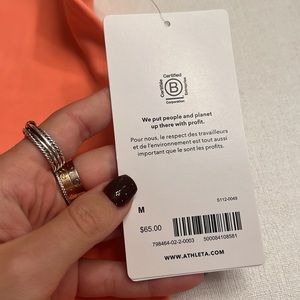 Certified
B
Corporation
Entreprise
We put people and planet
up there with profit.
Pour nous, le respect des travailleurs
et de l'environnement est tout aussi
important que le sont les profits.
M
S112-0049
$65.00
798464-02-2-0003
500084108581
WWW.ATHLETA.COM